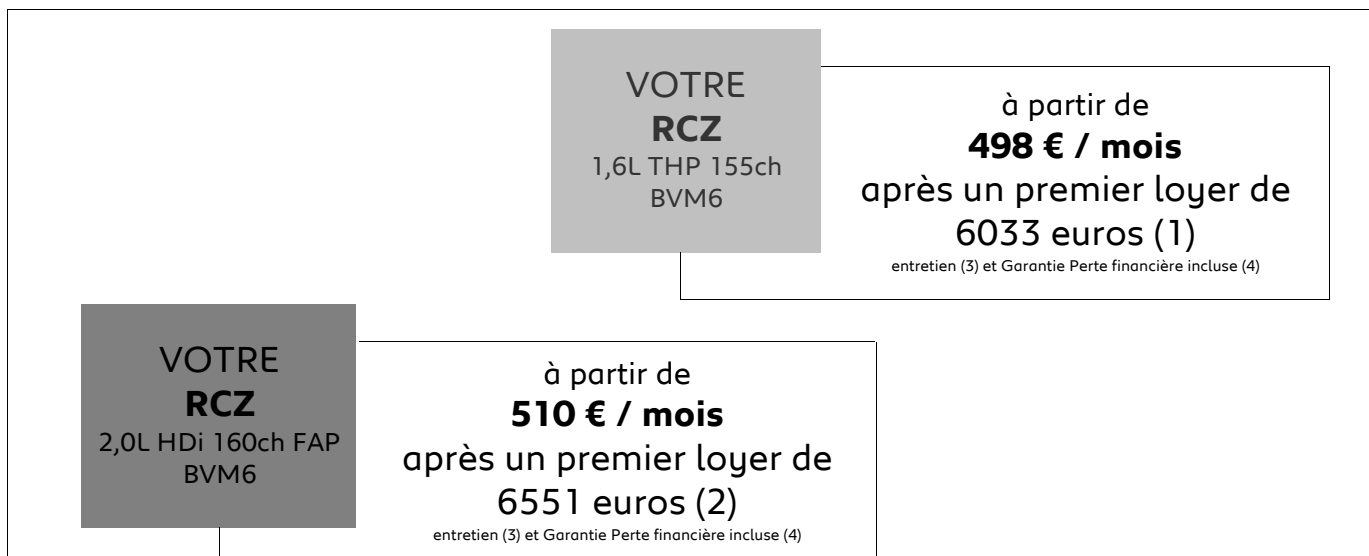 VOTRE
RCZ
1,6L THP 155ch
BVM6
à partir de
498 € / mois
après un premier loyer de
6033 euros (1)
entretien (3) et Garantie Perte financière incluse (4)
VOTRE
RCZ
2,0L HDi 160ch FAP
BVM6
à partir de
510 € / mois
après un premier loyer de
6551 euros (2)
entretien (3) et Garantie Perte financière incluse (4)